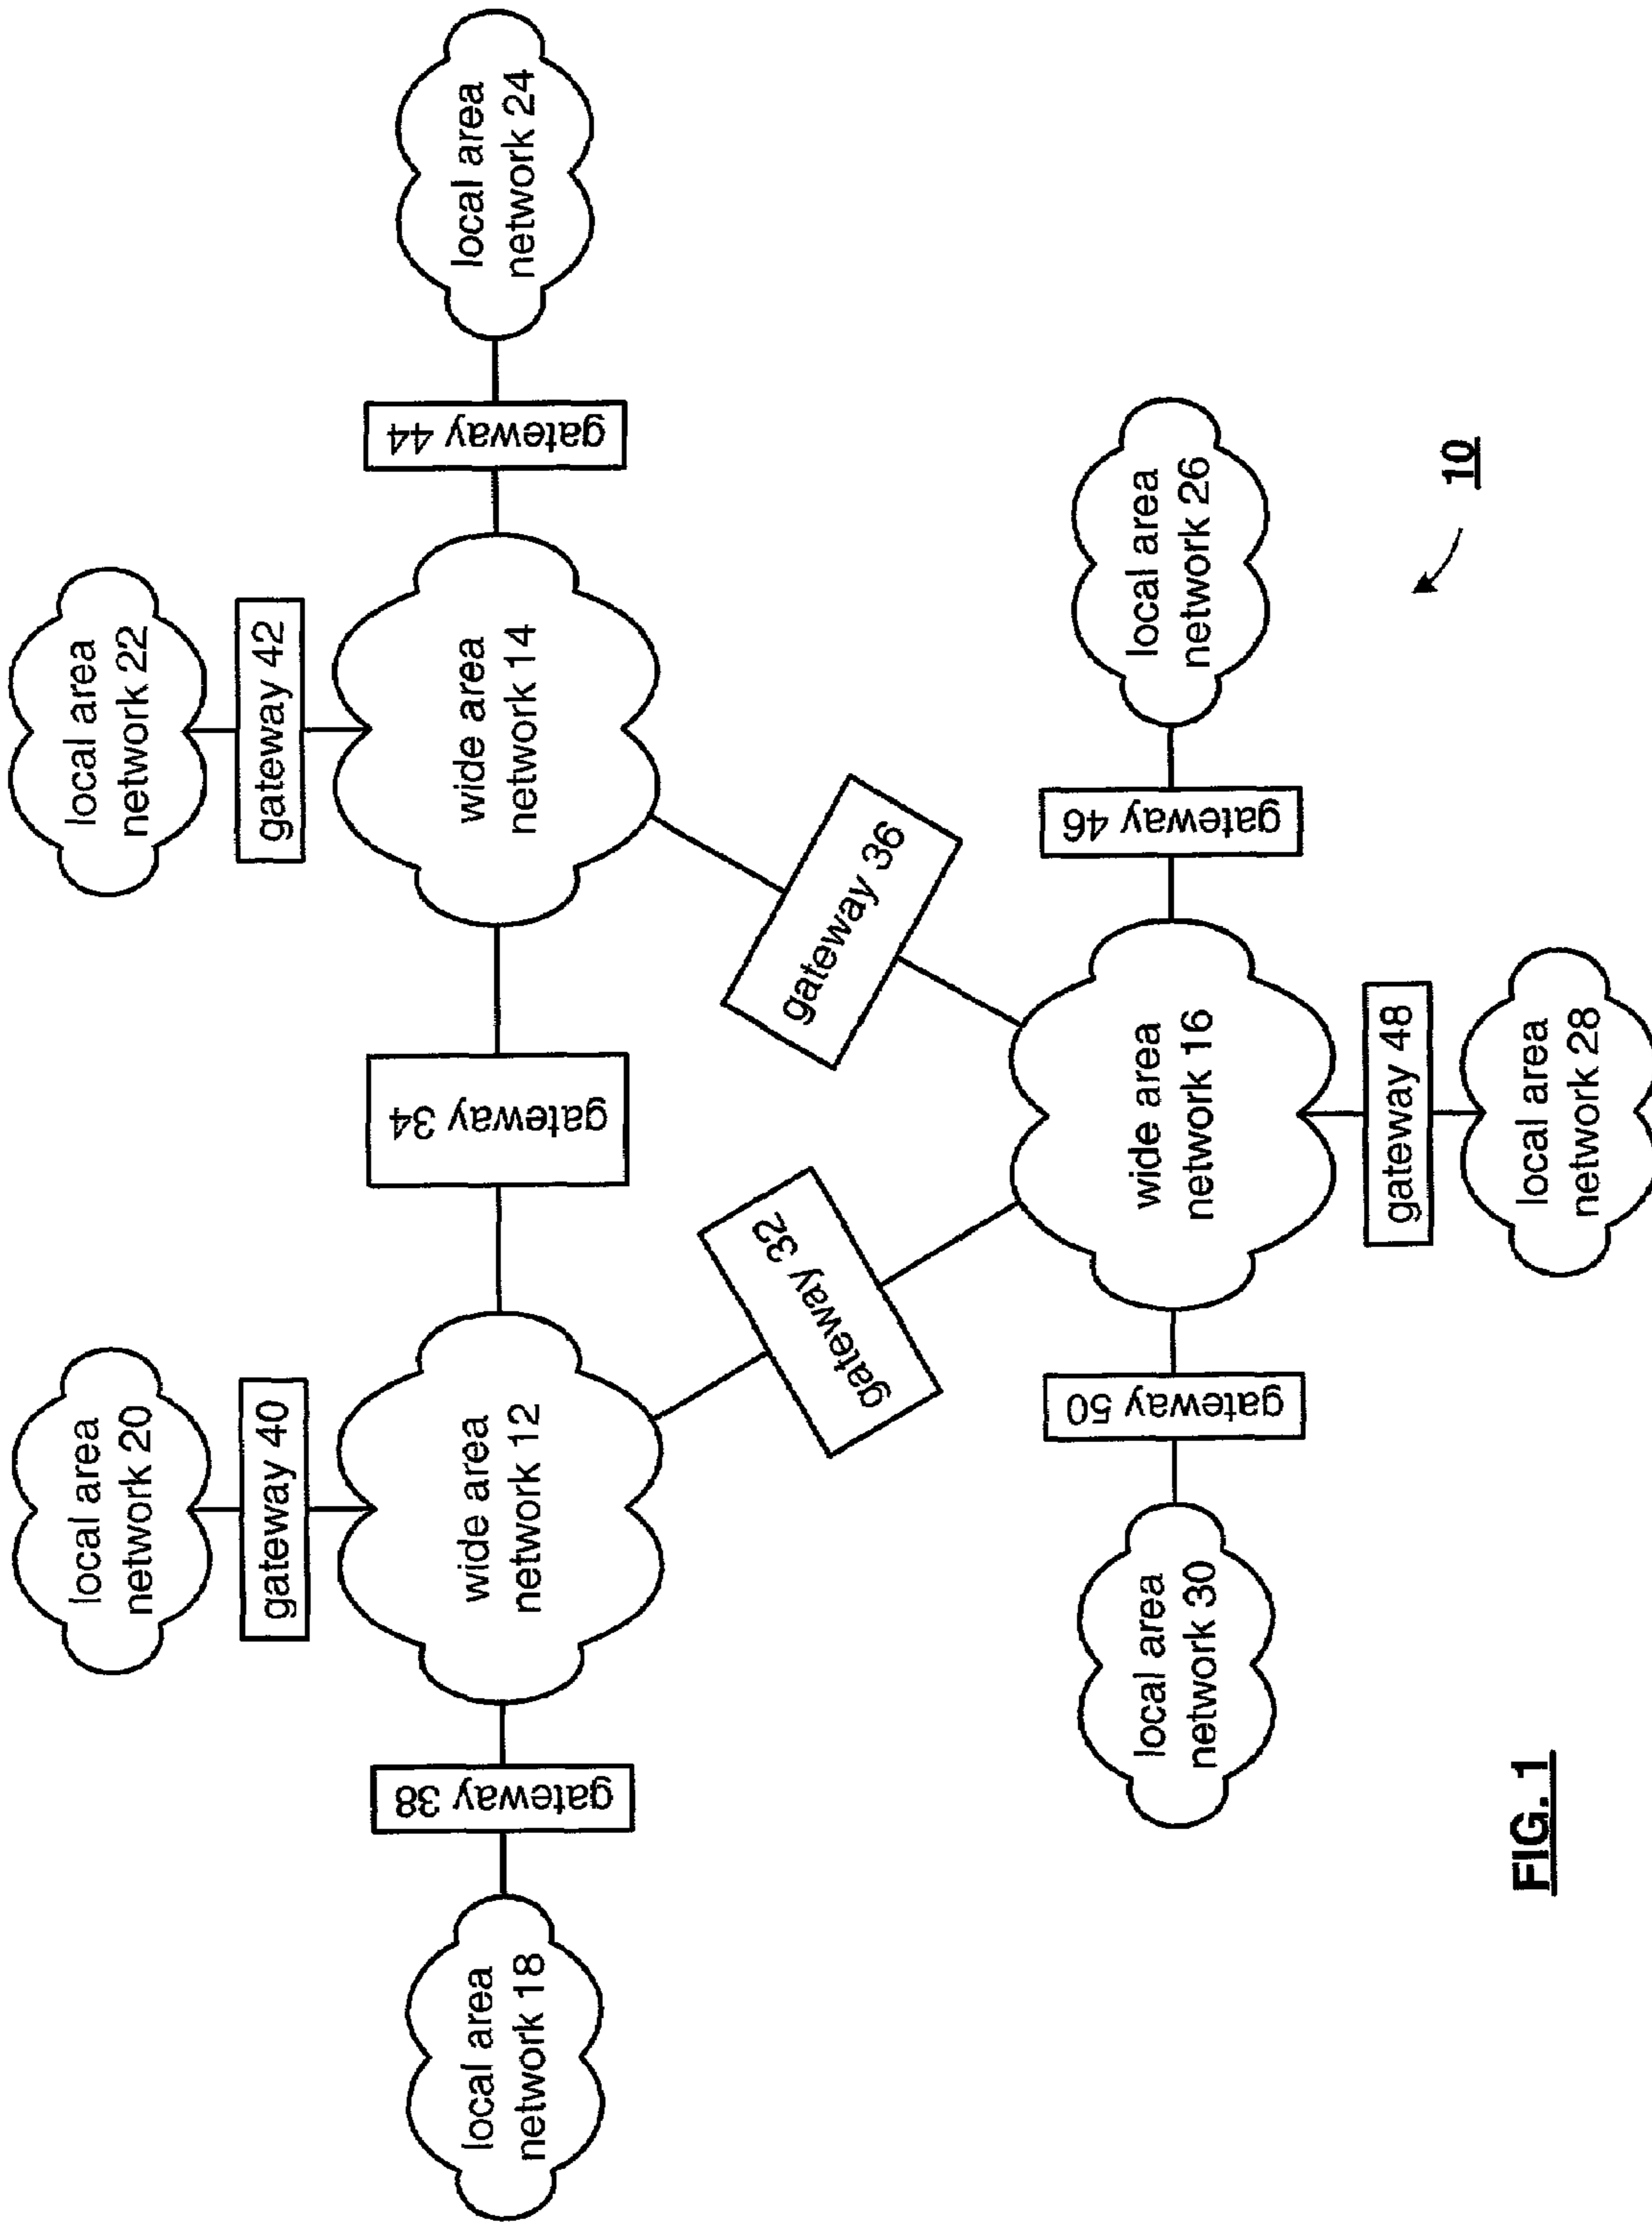 local area
network 20
local area
network 22
gateway 40
gateway 42
local area
network 18
gateway 38
wide area
network 12
gateway 34
wide area
network 14
gateway 44
local area
network 24
gateway 32
gateway 36
local area
network 30
gateway 50
wide area
network 16
gateway 46
local area
network 26
gateway 48
local area
network 28
10
FIG. 1